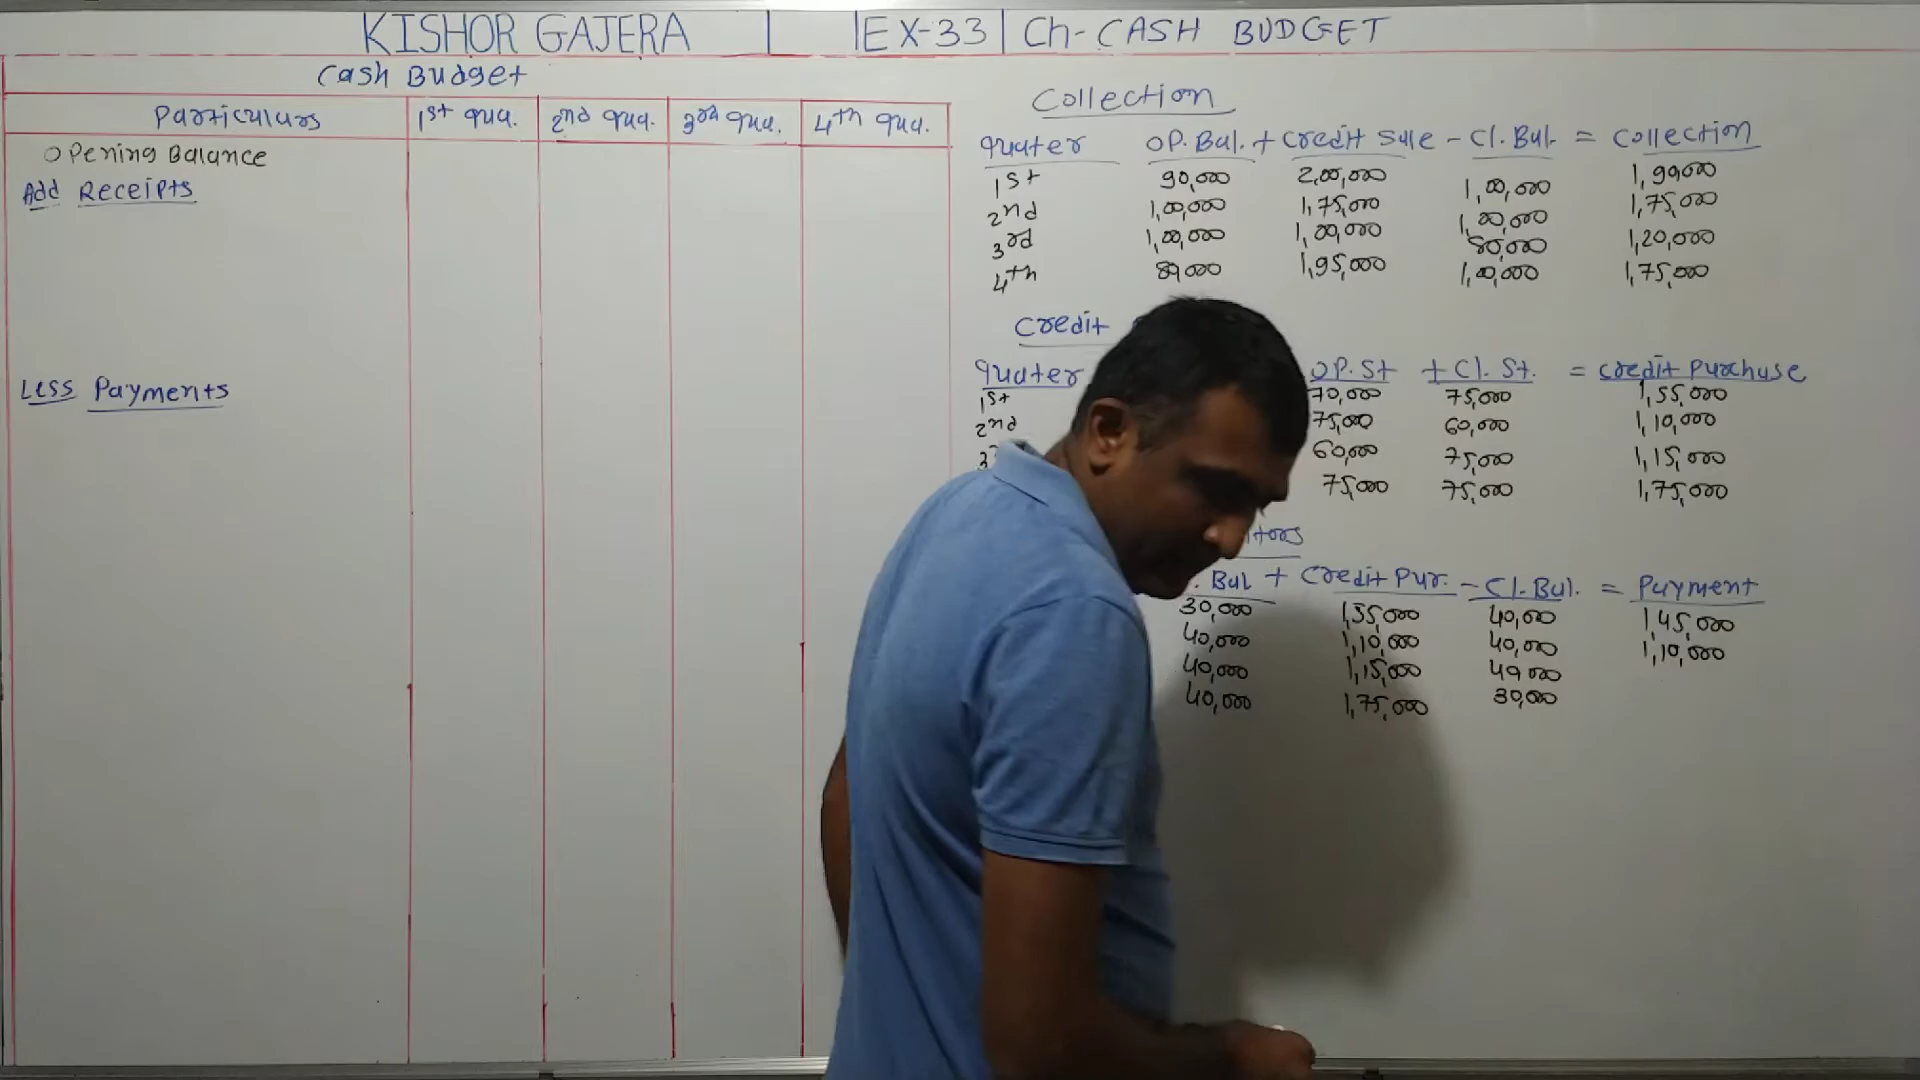 KISHOR GAJERA | EX-33 | Ch- CASH BUDGET
Cash Budget
Particulars 1st qua. 2nd qua. 3rd qua. 4th qua.
Opening Balance
Add Receipts
Less Payments
Collection
quater OP. Bal. + Credit Sale - Cl. Bal. = Collection
1st 90,000 2,00,000 1,00,000 1,90,000
2nd 1,00,000 1,75,000 1,00,000 1,75,000
3rd 1,00,000 1,00,000 80,000 1,20,000
4th 80,000 1,95,000 1,00,000 1,75,000
Credit
quater OP. St + Cl. St. = Credit Purchase
1st 70,000 75,000 1,55,000
2nd 75,000 60,000 1,10,000
60,000 75,000 1,15,000
75,000 75,000 1,75,000
itors
. Bal + Credit Pur. - Cl. Bal. = Payment
30,000 1,55,000 40,000 1,45,000
40,000 1,10,000 40,000 1,10,000
40,000 1,15,000 40,000
40,000 1,75,000 30,000